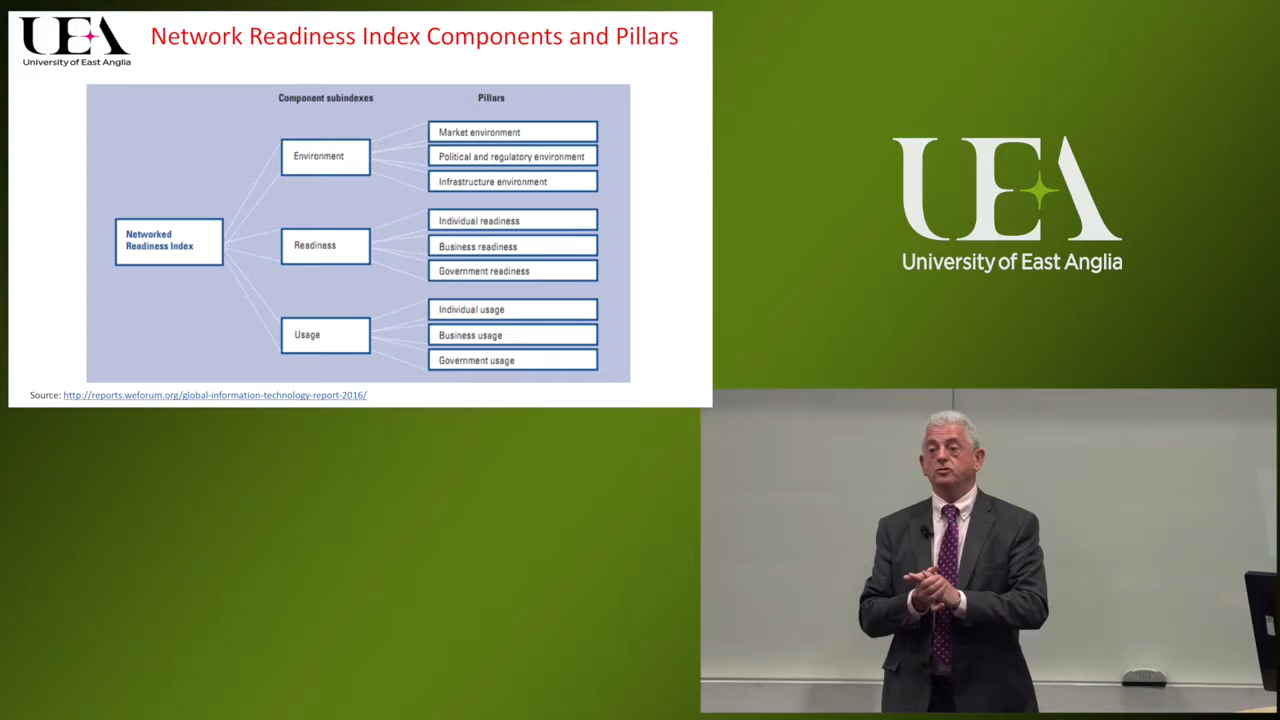 UEA
University of East Anglia
Network Readiness Index Components and Pillars
Component subindexes
Pillars
Networked
Readiness Index
Environment
Market environment
Political and regulatory environment
Infrastructure environment
Readiness
Individual readiness
Business readiness
Government readiness
Usage
Individual usage
Business usage
Government usage
Source: http://reports.weforum.org/global-information-technology-report-2016/
UEA
University of East Anglia